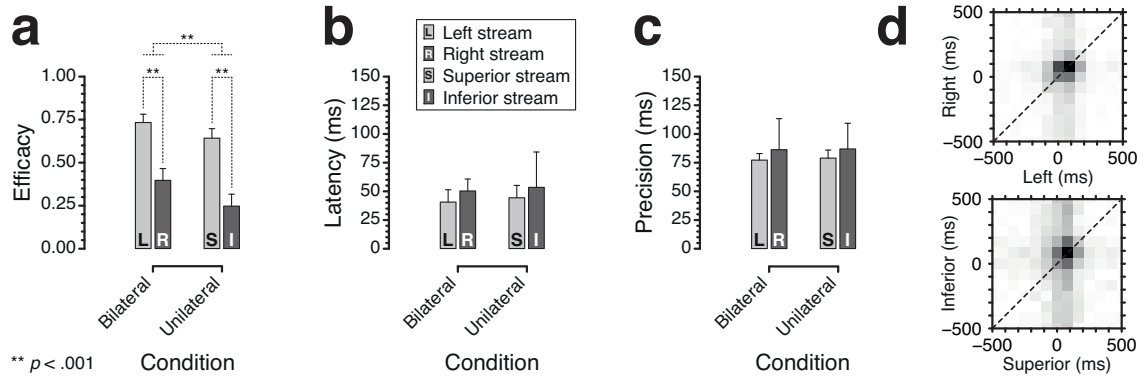 a
**
**
**
1.00
0.75
0.50
0.25
0.00
Efficacy
L R S I
Bilateral
Unilateral
Condition
** p < .001
b
L Left stream
R Right stream
S Superior stream
I Inferior stream
150
125
100
75
50
25
0
Latency (ms)
L R S I
Bilateral
Unilateral
Condition
c
150
125
100
75
50
25
0
Precision (ms)
L R S I
Bilateral
Unilateral
Condition
d
500
0
−500
Right (ms)
−500 0 500
Left (ms)
500
0
−500
Inferior (ms)
−500 0 500
Superior (ms)